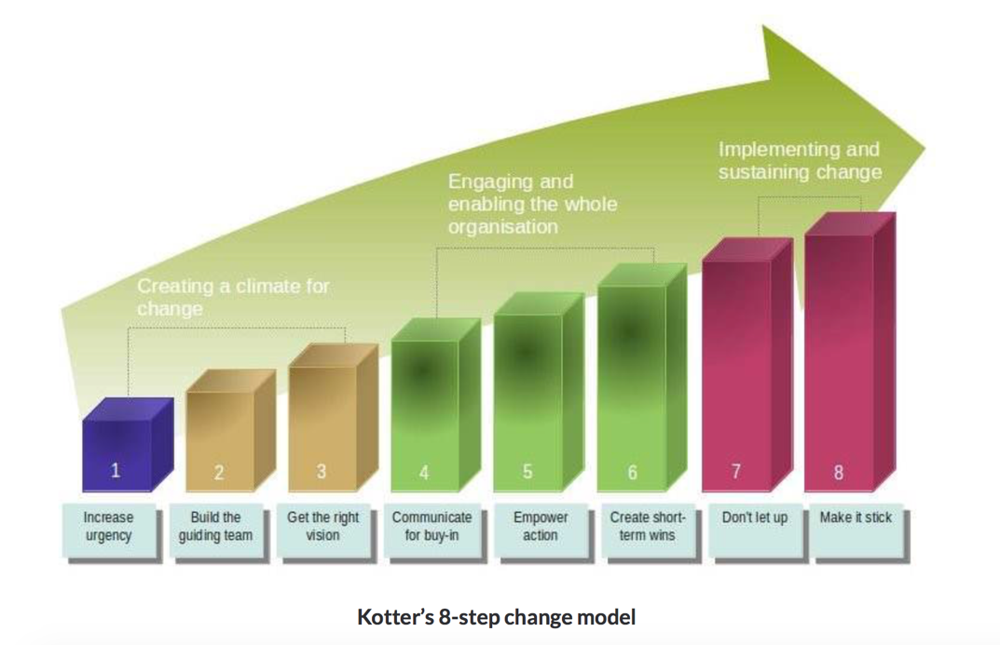 Implementing and
sustaining change
Engaging and
enabling the whole
organisation
Creating a climate for
change
1
2
3
4
5
6
7
8
Increase
urgency
Build the
guiding team
Get the right
vision
Communicate
for buy-in
Empower
action
Create short-
term wins
Don't let up
Make it stick
Kotter’s 8-step change model